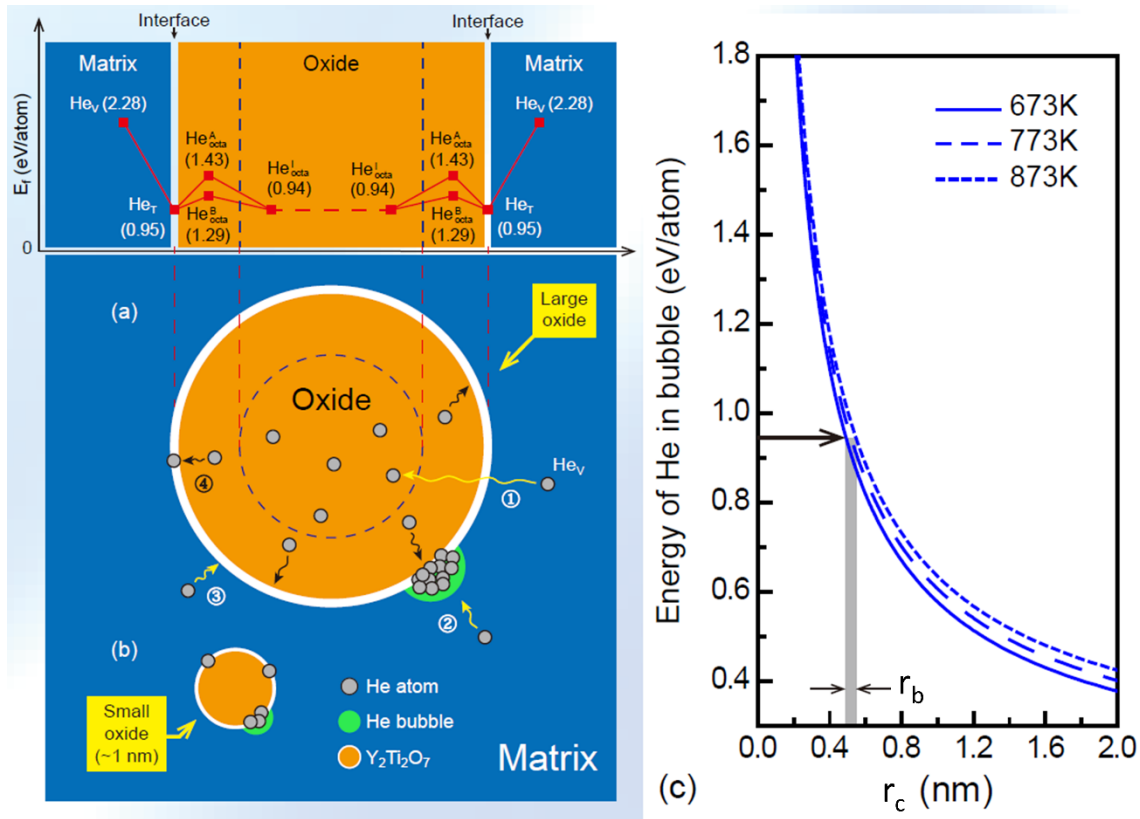 Interface
Interface
Matrix
Oxide
Matrix
E_f (eV/atom)
0
He_V (2.28)
He^A_octa
(1.43)
He^I_octa
(0.94)
He_T
(0.95)
He^B_octa
(1.29)
He^I_octa
(0.94)
He^A_octa
(1.43)
He^B_octa
(1.29)
He_V (2.28)
He_T
(0.95)
(a)
Large
oxide
Oxide
He_V
①
④
③
②
(b)
Small
oxide
(~1 nm)
He atom
He bubble
Y₂Ti₂O₇
Matrix
Energy of He in bubble (eV/atom)
1.8
1.6
1.4
1.2
1.0
0.8
0.6
0.4
673K
773K
873K
r_b
0.0
0.4
0.8
1.2
1.6
2.0
(c)
r_c (nm)